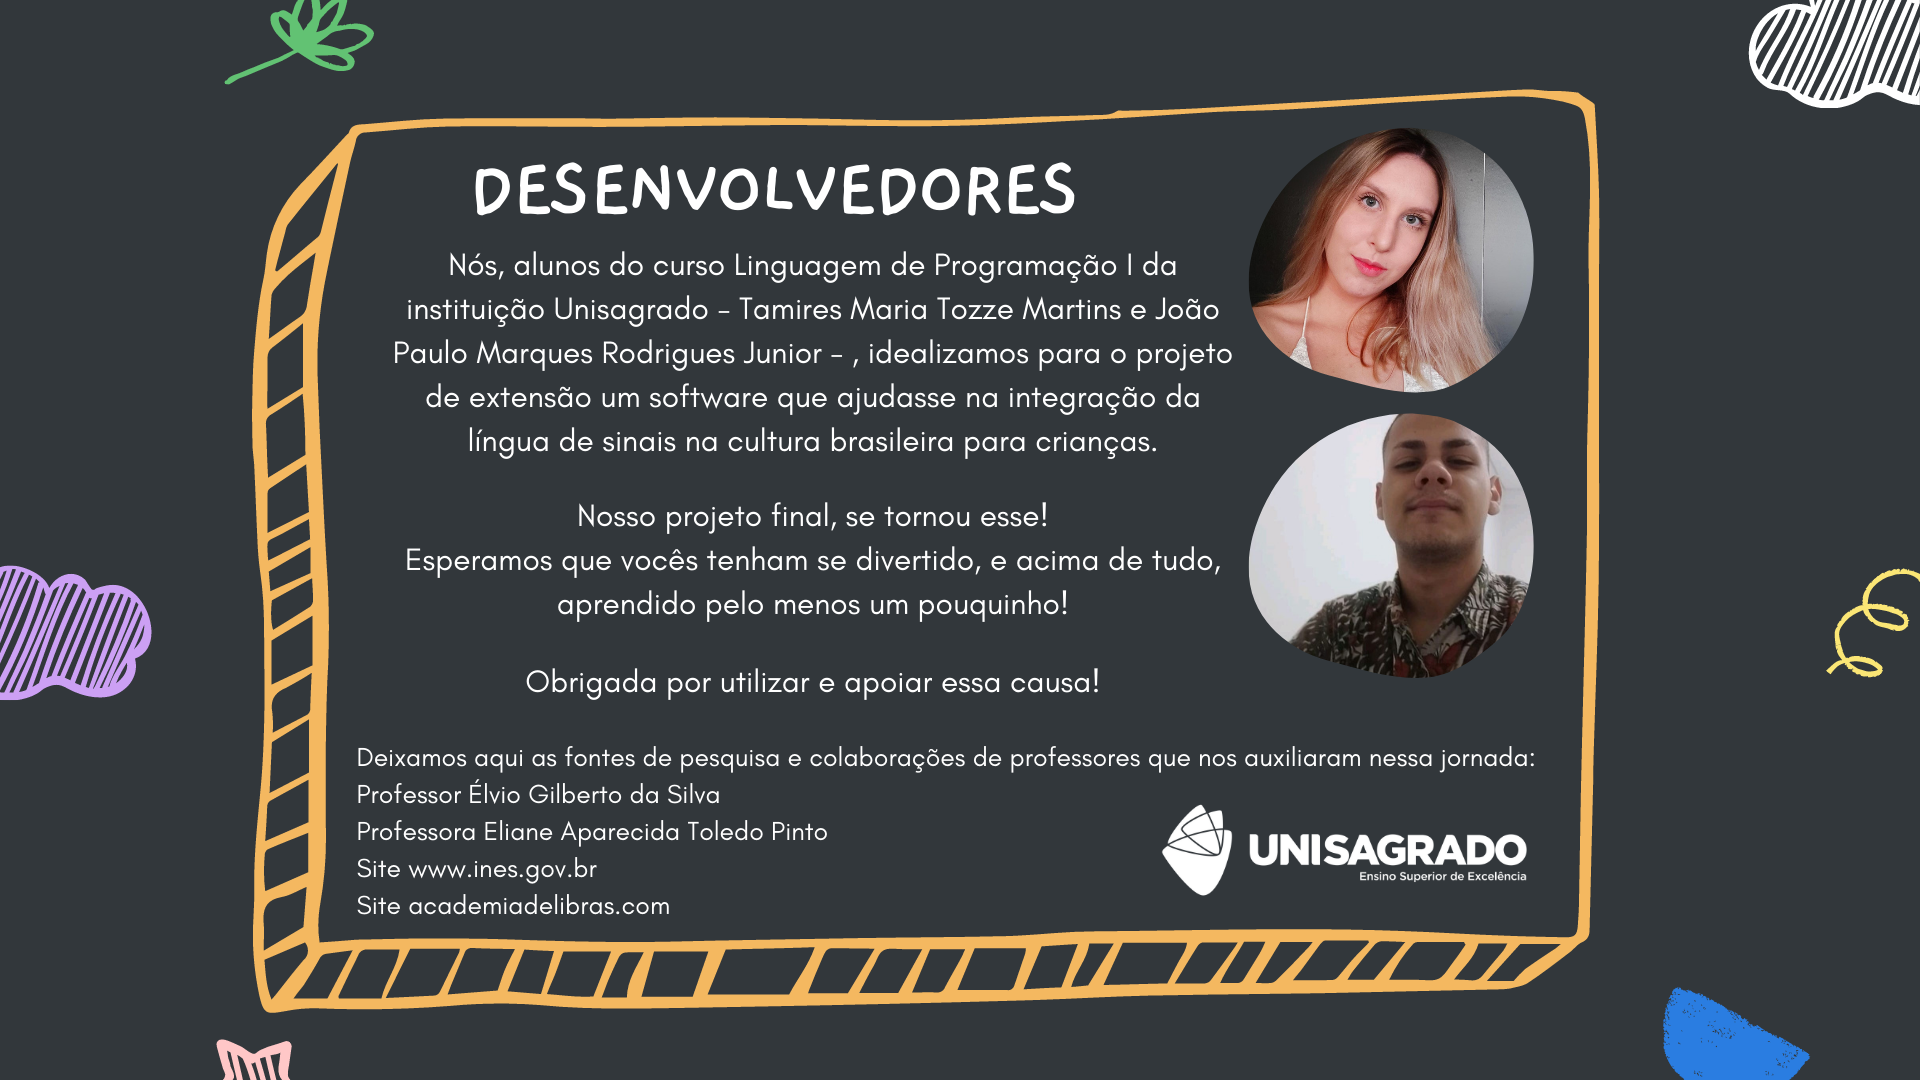 DESENVOLVEDORES
Nós, alunos do curso Linguagem de Programação I da
instituição Unisagrado - Tamires Maria Tozze Martins e João
Paulo Marques Rodrigues Junior - , idealizamos para o projeto
de extensão um software que ajudasse na integração da
língua de sinais na cultura brasileira para crianças.
Nosso projeto final, se tornou esse!
Esperamos que vocês tenham se divertido, e acima de tudo,
aprendido pelo menos um pouquinho!
Obrigada por utilizar e apoiar essa causa!
Deixamos aqui as fontes de pesquisa e colaborações de professores que nos auxiliaram nessa jornada:
Professor Élvio Gilberto da Silva
Professora Eliane Aparecida Toledo Pinto
Site www.ines.gov.br
Site academiadelibras.com
UNISAGRADO
Ensino Superior de Excelência